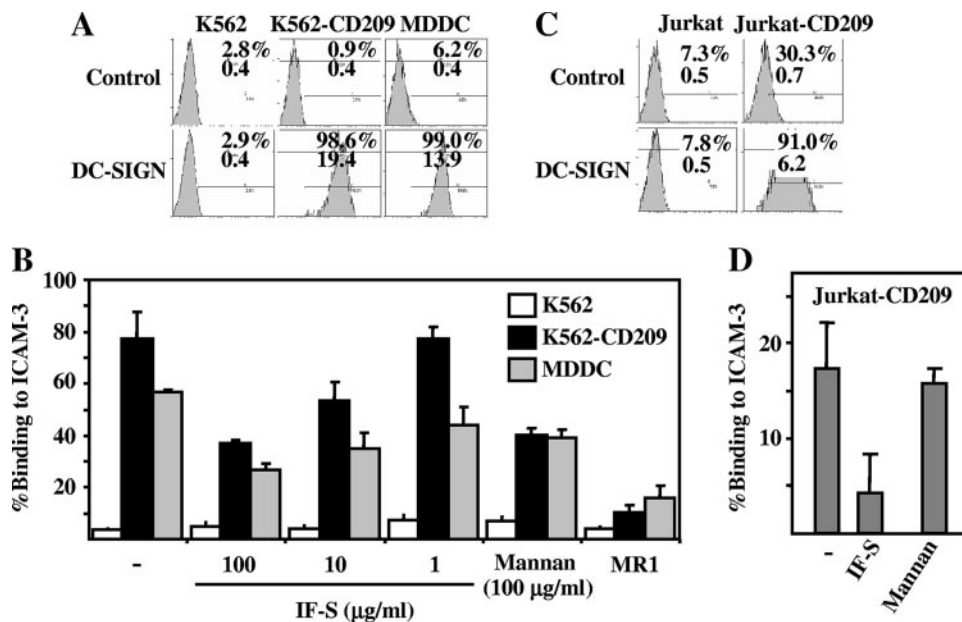 A
K562 K562-CD209 MDDC
Control
2.8% 0.9% 6.2%
0.4 0.4 0.4
DC-SIGN
2.9% 98.6% 99.0%
0.4 19.4 13.9
C
Jurkat Jurkat-CD209
Control
7.3% 30.3%
0.5 0.7
DC-SIGN
7.8% 91.0%
0.5 6.2
B
%Binding to ICAM-3
100
80
60
40
20
K562
K562-CD209
MDDC
- 100 10 1 Mannan MR1
(100 µg/ml)
IF-S (µg/ml)
D
Jurkat-CD209
%Binding to ICAM-3
20
10
- IF-S Mannan